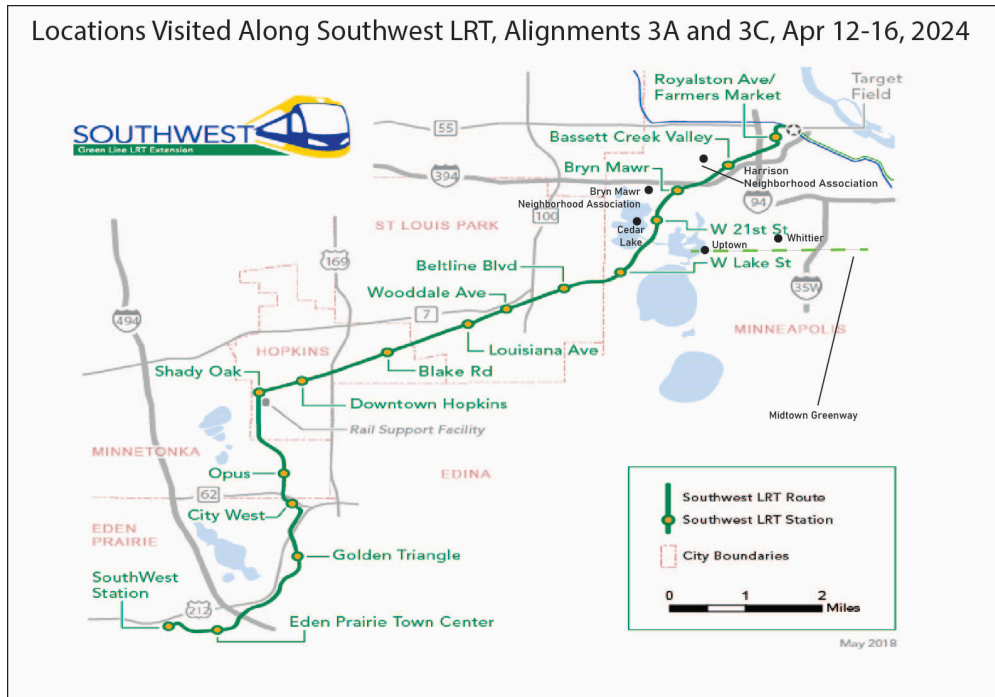 Locations Visited Along Southwest LRT, Alignments 3A and 3C, Apr 12-16, 2024
SOUTHWEST
Green Line LRT Extension
Royalston Ave/
Farmers Market
Target
Field
55
Bassett Creek Valley
Harrison
Neighborhood Association
Bryn Mawr
394
Bryn Mawr
Neighborhood Association
94
100
ST LOUIS PARK
Cedar
Lake
W 21st St
Whittier
Uptown
W Lake St
169
Beltline Blvd
35W
Wooddale Ave
494
7
MINNEAPOLIS
HOPKINS
Louisiana Ave
Shady Oak
Blake Rd
Downtown Hopkins
Midtown Greenway
Rail Support Facility
MINNETONKA
Opus
EDINA
62
City West
EDEN
PRAIRIE
Golden Triangle
SouthWest
Station
212
Eden Prairie Town Center
Southwest LRT Route
Southwest LRT Station
City Boundaries
0 1 2
Miles
May 2018